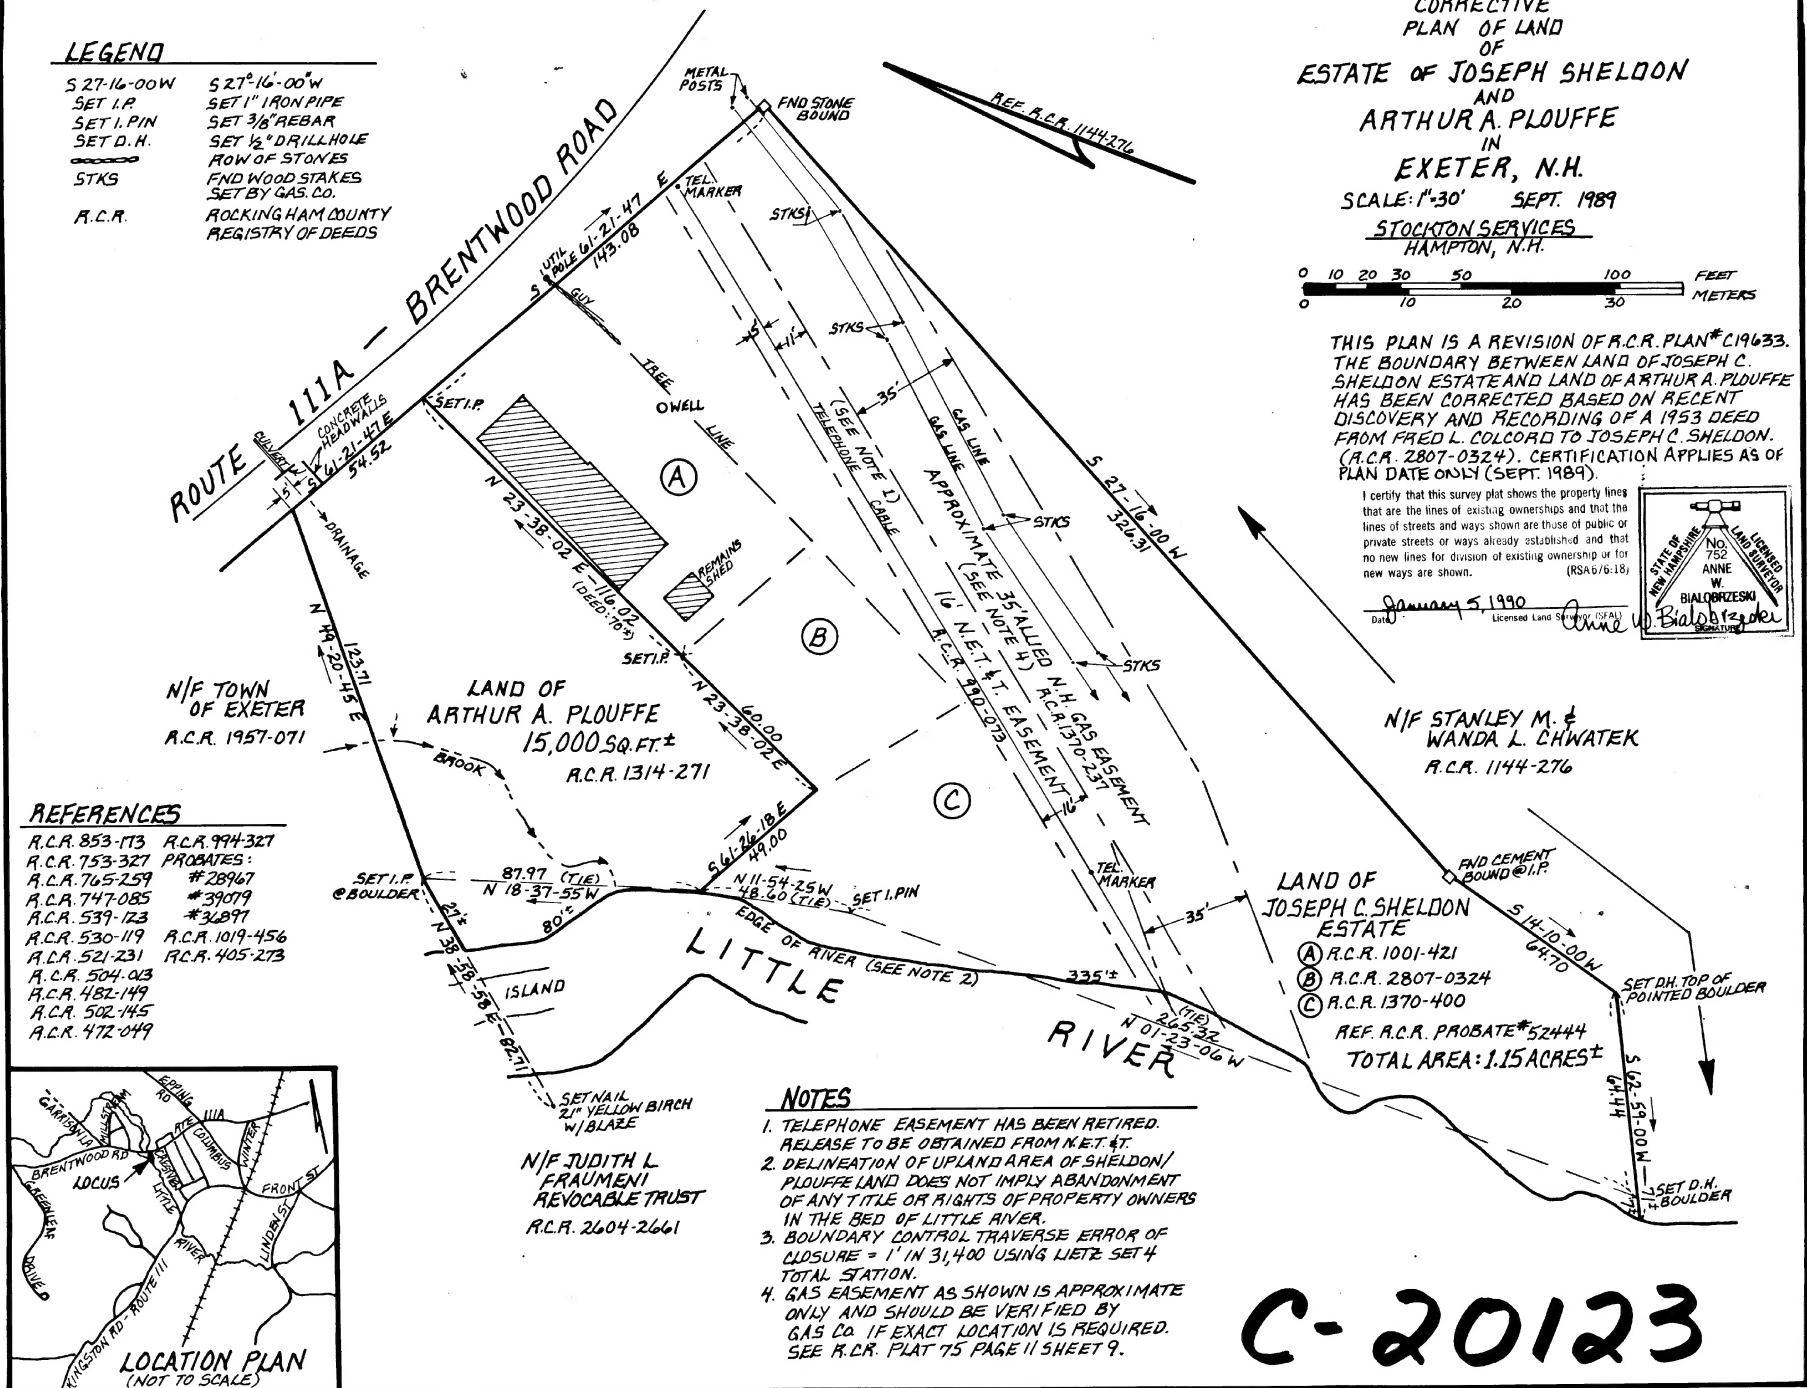 CORRECTIVE
PLAN OF LAND
OF
ESTATE OF JOSEPH SHELDON
AND
ARTHUR A. PLOUFFE
IN
EXETER, N.H.
SCALE: 1"=30' SEPT. 1989
STOCKTON SERVICES
HAMPTON, N.H.
0 10 20 30 50 100 FEET
0 10 20 30 METERS
THIS PLAN IS A REVISION OF R.C.R. PLAN # C19633.
THE BOUNDARY BETWEEN LAND OF JOSEPH C.
SHELDON ESTATE AND LAND OF ARTHUR A. PLOUFFE
HAS BEEN CORRECTED BASED ON RECENT
DISCOVERY AND RECORDING OF A 1953 DEED
FROM FRED L. COLCORD TO JOSEPH C. SHELDON.
(R.C.R. 2807-0324). CERTIFICATION APPLIES AS OF
PLAN DATE ONLY (SEPT. 1989).
I certify that this survey plat shows the property lines
that are the lines of existing ownerships and that the
lines of streets and ways shown are those of public or
private streets or ways already established and that
no new lines for division of existing ownership or for
new ways are shown. (RSA 676:18)
January 5, 1990
Date
Licensed Land Surveyor (SEAL)
Anne W. Bialobrzeski
STATE OF NEW HAMPSHIRE
LICENSED LAND SURVEYOR
No.
752
ANNE
W.
BIALOBRZESKI
SIGNATURE
LEGEND
S 27-16-00 W S 27°-16'-00" W
SET I.P. SET 1" IRON PIPE
SET I. PIN SET 3/8" REBAR
SET D.H. SET 1/2" DRILLHOLE
ROW OF STONES
STKS FND WOOD STAKES
SET BY GAS. CO.
R.C.R. ROCKINGHAM COUNTY
REGISTRY OF DEEDS
METAL
POSTS
FND STONE
BOUND
REF. R.C.R. 1144-276
ROUTE 111A - BRENTWOOD ROAD
TEL.
MARKER
S 61-21-47 E
143.08
UTIL
POLE
GUY
TREE LINE
STKS
STKS
STKS
STKS
5'
11'
35'
CULVERT
CONCRETE
HEADWALLS
5'
S 61-21-47 E
54.52
SET I.P.
DRAINAGE
WELL
A
N 23-38-02 E - 116.02
(DEED: 70'±)
REMAINS
SHED
SET I.P.
B
N 23-38-02 E
60.00
TELEPHONE CABLE
(SEE NOTE 1)
GAS LINE
GAS LINE
APPROXIMATE 35' ALLIED N.H. GAS EASEMENT
(SEE NOTE 4) R.C.R. 1370-237
16' N.E.T. & T. EASEMENT
R.C.R. 990-073
16'
S 27-16-00 W
326.31
N 49-20-45 E
123.71
N/F TOWN
OF EXETER
R.C.R. 1957-071
LAND OF
ARTHUR A. PLOUFFE
15,000 SQ. FT. ±
R.C.R. 1314-271
BROOK
C
S 61-26-18 E
49.00
SET I.P.
@ BOULDER
87.97 (TIE)
N 18-37-55 W
N 11-54-25 W
48.60 (TIE)
SET I. PIN
27'±
80'±
N 38-58-58 E - 82.71
ISLAND
EDGE OF RIVER (SEE NOTE 2)
335'±
LITTLE RIVER
TEL.
MARKER
35'
(TIE)
265.32
N 01-23-06 W
SET NAIL
21" YELLOW BIRCH
W/ BLAZE
N/F JUDITH L
FRAUMENI
REVOCABLE TRUST
R.C.R. 2604-2661
N/F STANLEY M. &
WANDA L. CHWATEK
R.C.R. 1144-276
FND CEMENT
BOUND @ I.P.
LAND OF
JOSEPH C. SHELDON
ESTATE
A R.C.R. 1001-421
B R.C.R. 2807-0324
C R.C.R. 1370-400
REF. R.C.R. PROBATE # 52444
TOTAL AREA: 1.15 ACRES ±
S 14-10-00 W
64.70
SET D.H. TOP OF
POINTED BOULDER
S 62-59-00 W
64.44
SET D.H.
BOULDER
REFERENCES
R.C.R. 853-173 R.C.R. 994-327
R.C.R. 753-327 PROBATES:
R.C.R. 765-259 #28967
R.C.R. 747-085 #39079
R.C.R. 539-123 #36897
R.C.R. 530-119 R.C.R. 1019-456
R.C.R. 521-231 R.C.R. 405-273
R.C.R. 504-013
R.C.R. 482-149
R.C.R. 502-145
R.C.R. 472-049
NOTES
1. TELEPHONE EASEMENT HAS BEEN RETIRED.
RELEASE TO BE OBTAINED FROM N.E.T. & T.
2. DELINEATION OF UPLAND AREA OF SHELDON/
PLOUFFE LAND DOES NOT IMPLY ABANDONMENT
OF ANY TITLE OR RIGHTS OF PROPERTY OWNERS
IN THE BED OF LITTLE RIVER.
3. BOUNDARY CONTROL TRAVERSE ERROR OF
CLOSURE = 1' IN 31,400 USING LIETZ SET 4
TOTAL STATION.
4. GAS EASEMENT AS SHOWN IS APPROXIMATE
ONLY AND SHOULD BE VERIFIED BY
GAS CO. IF EXACT LOCATION IS REQUIRED.
SEE R.C.R. PLAT 75 PAGE 11 SHEET 9.
GARRISON LA
MILLSTREAM
EPPING
RD
111A
RTE
COLUMBUS
WINTER
BRENTWOOD RD
LOCUS
LITTLE
RIVER
FRONT ST
LINDEN ST
GREENLEAF
DRIVE
KINGSTON RD - ROUTE 111
LOCATION PLAN
(NOT TO SCALE)
C-20123